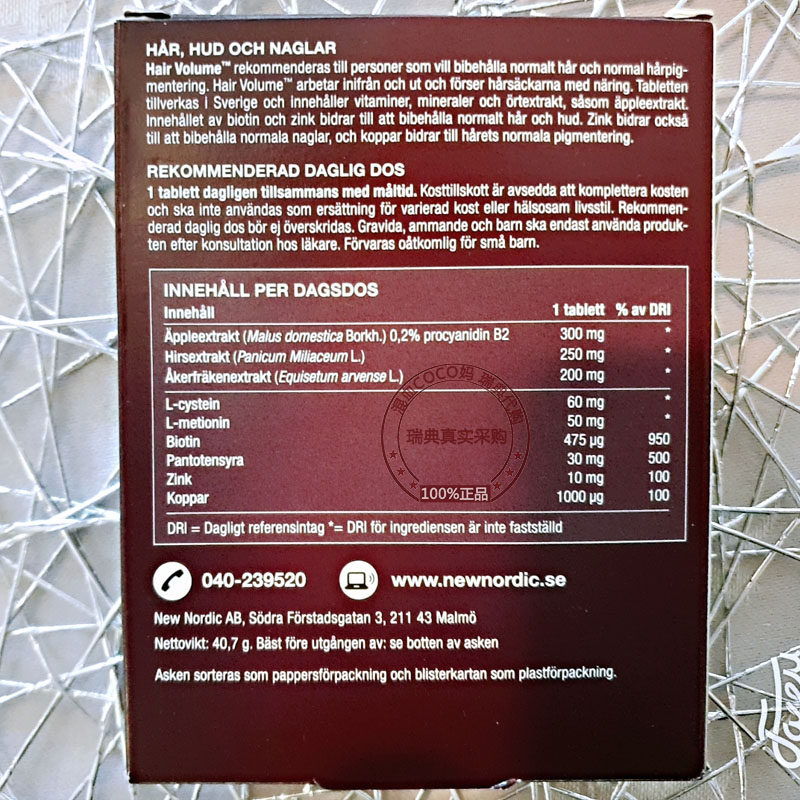 HÅR, HUD OCH NAGLAR
Hair Volume™ rekommenderas till personer som vill bibehålla normalt hår och normal hårpig-
mentering. Hair Volume™ arbetar inifrån och ut och förser hårsäckarna med näring. Tabletten
tillverkas i Sverige och innehåller vitaminer, mineraler och örtextrakt, såsom äppleextrakt.
Innehållet av biotin och zink bidrar till att bibehålla normalt hår och hud. Zink bidrar också
till att bibehålla normala naglar, och koppar bidrar till hårets normala pigmentering.
REKOMMENDERAD DAGLIG DOS
1 tablett dagligen tillsammans med måltid. Kosttillskott är avsedda att komplettera kosten
och ska inte användas som ersättning för varierad kost eller hälsosam livsstil. Rekommen-
derad daglig dos bör ej överskridas. Gravida, ammande och barn ska endast använda produk-
ten efter konsultation hos läkare. Förvaras oåtkomlig för små barn.
INNEHÅLL PER DAGSDOS
Innehåll 1 tablett % av DRI
Äppleextrakt (Malus domestica Borkh.) 0,2% procyanidin B2 300 mg *
Hirsextrakt (Panicum Miliaceum L.) 250 mg *
Åkerfräkenextrakt (Equisetum arvense L.) 200 mg *
L-cystein 60 mg *
L-metionin 50 mg *
Biotin 475 µg 950
Pantotensyra 30 mg 500
Zink 10 mg 100
Koppar 1000 µg 100
DRI = Dagligt referensintag *= DRI för ingrediensen är inte fastställd
COCO妈
瑞典真实采购
100%正品
040-239520 www.newnordic.se
New Nordic AB, Södra Förstadsgatan 3, 211 43 Malmö
Nettovikt: 40,7 g. Bäst före utgången av: se botten av asken
Asken sorteras som pappersförpackning och blisterkartan som plastförpackning.